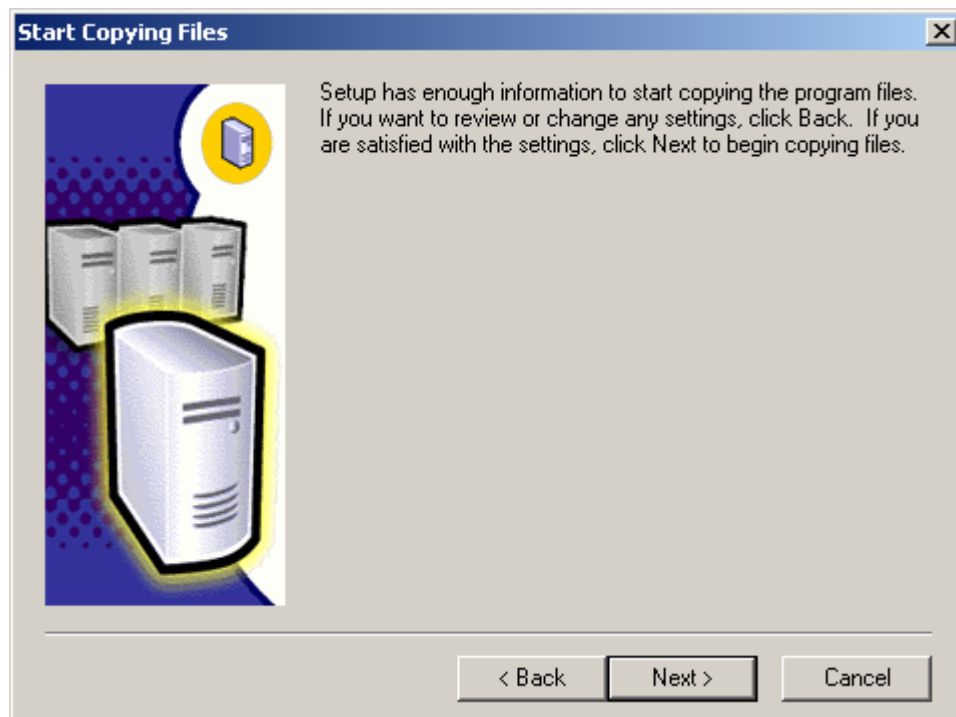 Start Copying Files
Setup has enough information to start copying the program files.
If you want to review or change any settings, click Back.  If you
are satisfied with the settings, click Next to begin copying files.
< Back
Next >
Cancel